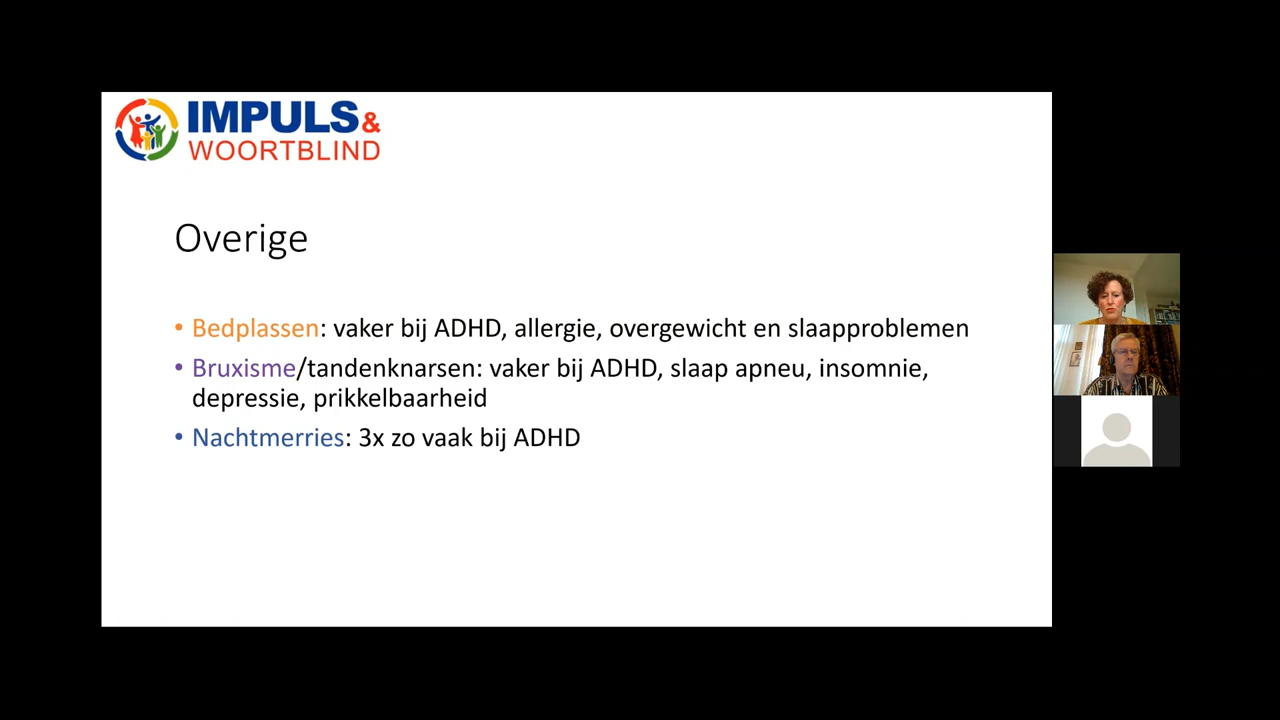 IMPULS&
WOORTBLIND
Overige
• Bedplassen: vaker bij ADHD, allergie, overgewicht en slaapproblemen
• Bruxisme/tandenknarsen: vaker bij ADHD, slaap apneu, insomnie,
depressie, prikkelbaarheid
• Nachtmerries: 3x zo vaak bij ADHD